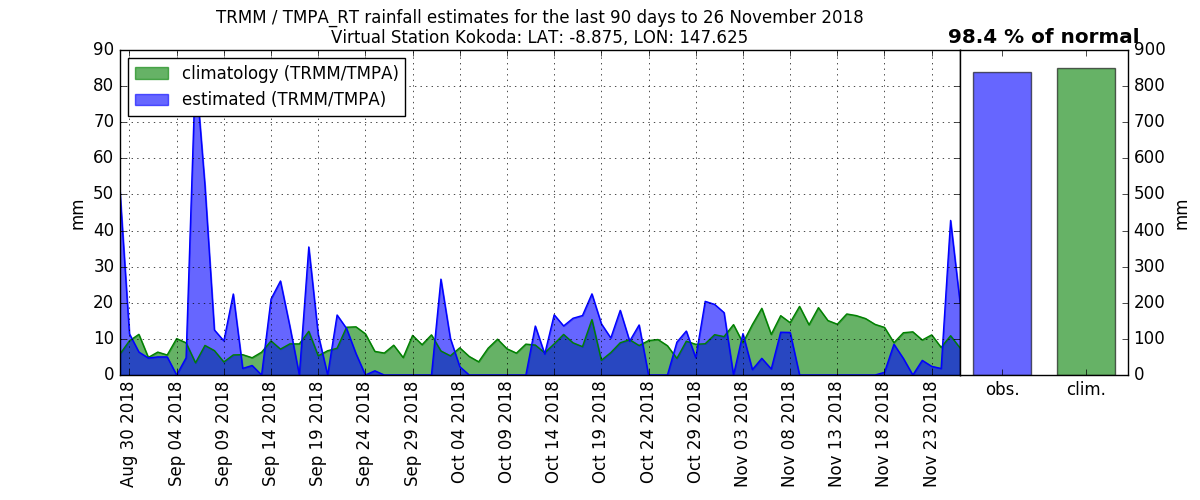 TRMM / TMPA_RT rainfall estimates for the last 90 days to 26 November 2018
Virtual Station Kokoda: LAT: -8.875, LON: 147.625
98.4 % of normal
climatology (TRMM/TMPA)
estimated (TRMM/TMPA)
mm
90
80
70
60
50
40
30
20
10
0
Aug 30 2018
Sep 04 2018
Sep 09 2018
Sep 14 2018
Sep 19 2018
Sep 24 2018
Sep 29 2018
Oct 04 2018
Oct 09 2018
Oct 14 2018
Oct 19 2018
Oct 24 2018
Oct 29 2018
Nov 03 2018
Nov 08 2018
Nov 13 2018
Nov 18 2018
Nov 23 2018
obs.
clim.
900
800
700
600
500
400
300
200
100
0
mm